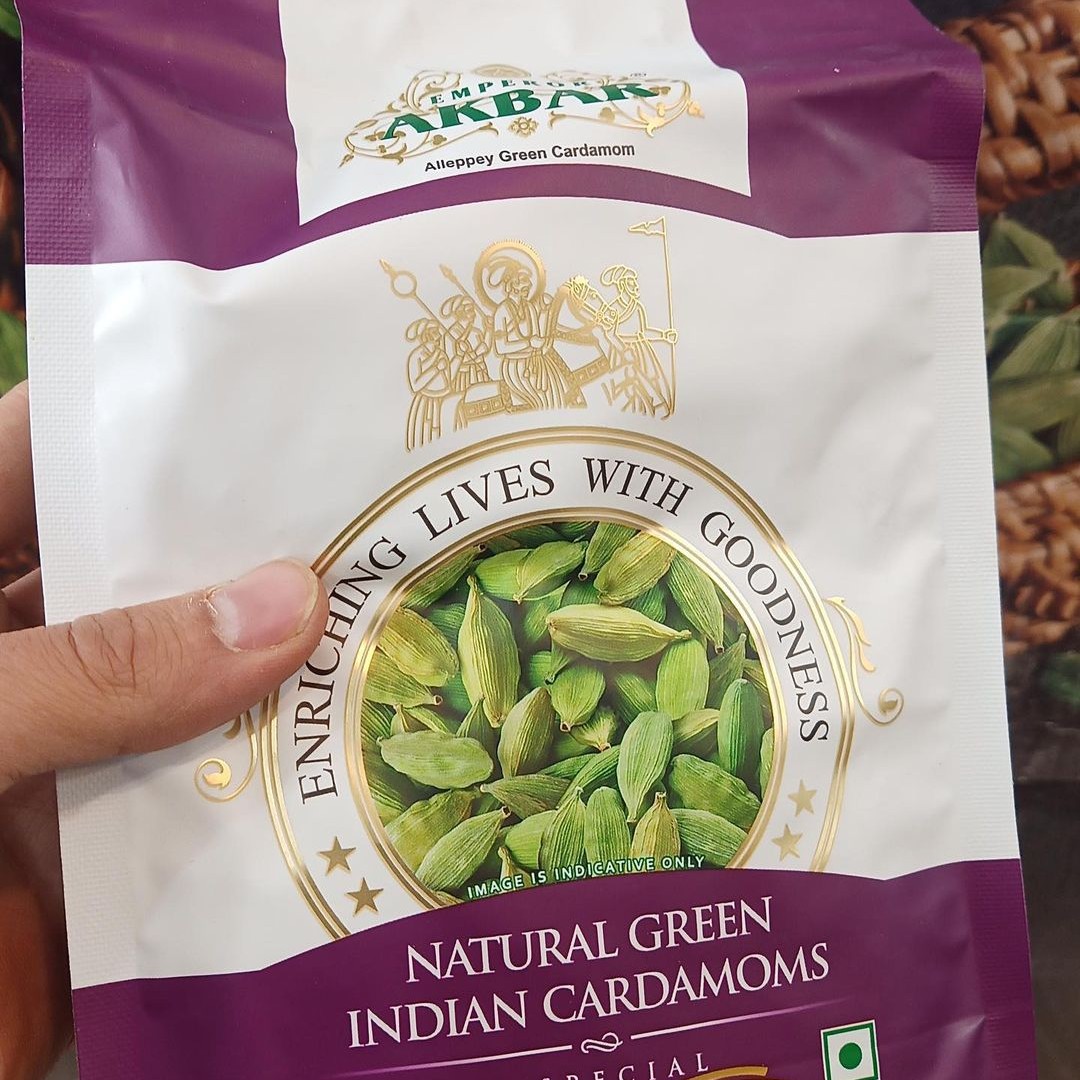 EMPEROR
AKBAR®
Alleppey Green Cardamom
ENRICHING LIVES WITH GOODNESS
IMAGE IS INDICATIVE ONLY
NATURAL GREEN
INDIAN CARDAMOMS
SPECIAL